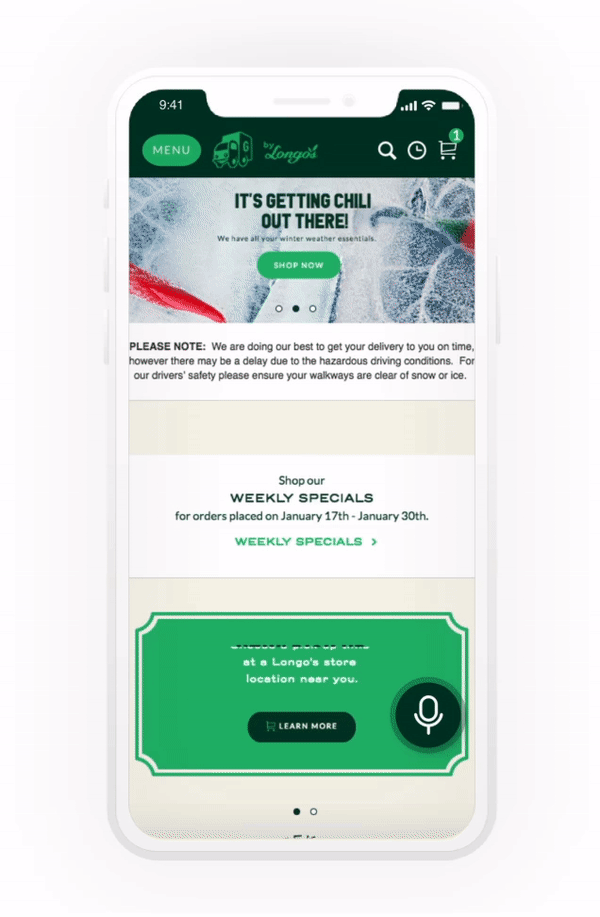 9:41
MENU
G
by Longo's
1
IT'S GETTING CHILI
OUT THERE!
We have all your winter weather essentials.
SHOP NOW
PLEASE NOTE: We are doing our best to get your delivery to you on time,
however there may be a delay due to the hazardous driving conditions. For
our drivers' safety please ensure your walkways are clear of snow or ice.
Shop our
WEEKLY SPECIALS
for orders placed on January 17th - January 30th.
WEEKLY SPECIALS >
at a Longo's store
location near you.
LEARN MORE